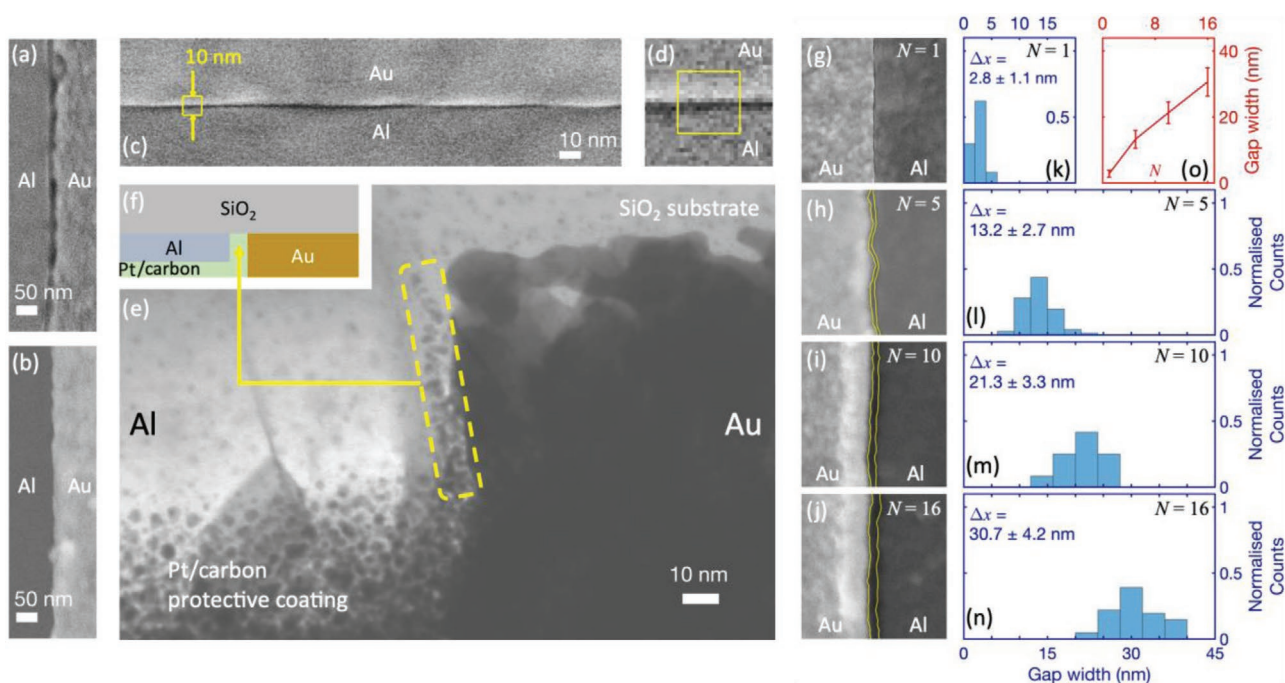 (a)
Al
Au
50 nm
(b)
Al
Au
50 nm
10 nm
Au
Al
(c)
10 nm
(d)
Au
Al
(f)
SiO2
Al
Au
Pt/carbon
SiO2 substrate
(e)
Al
Au
Pt/carbon
protective coating
10 nm
(g)
N = 1
Au
Al
(h)
N = 5
Au
Al
(i)
N = 10
Au
Al
(j)
N = 16
Au
Al
0 5 10 15
N = 1
Δx =
2.8 ± 1.1 nm
(k)
0 8 16
40
20
0
Gap width (nm)
N
(o)
N = 5
Δx =
13.2 ± 2.7 nm
(l)
1
0.5
0
Normalised
Counts
N = 10
Δx =
21.3 ± 3.3 nm
(m)
1
0.5
0
Normalised
Counts
N = 16
Δx =
30.7 ± 4.2 nm
(n)
1
0.5
0
Normalised
Counts
0 15 30 45
Gap width (nm)